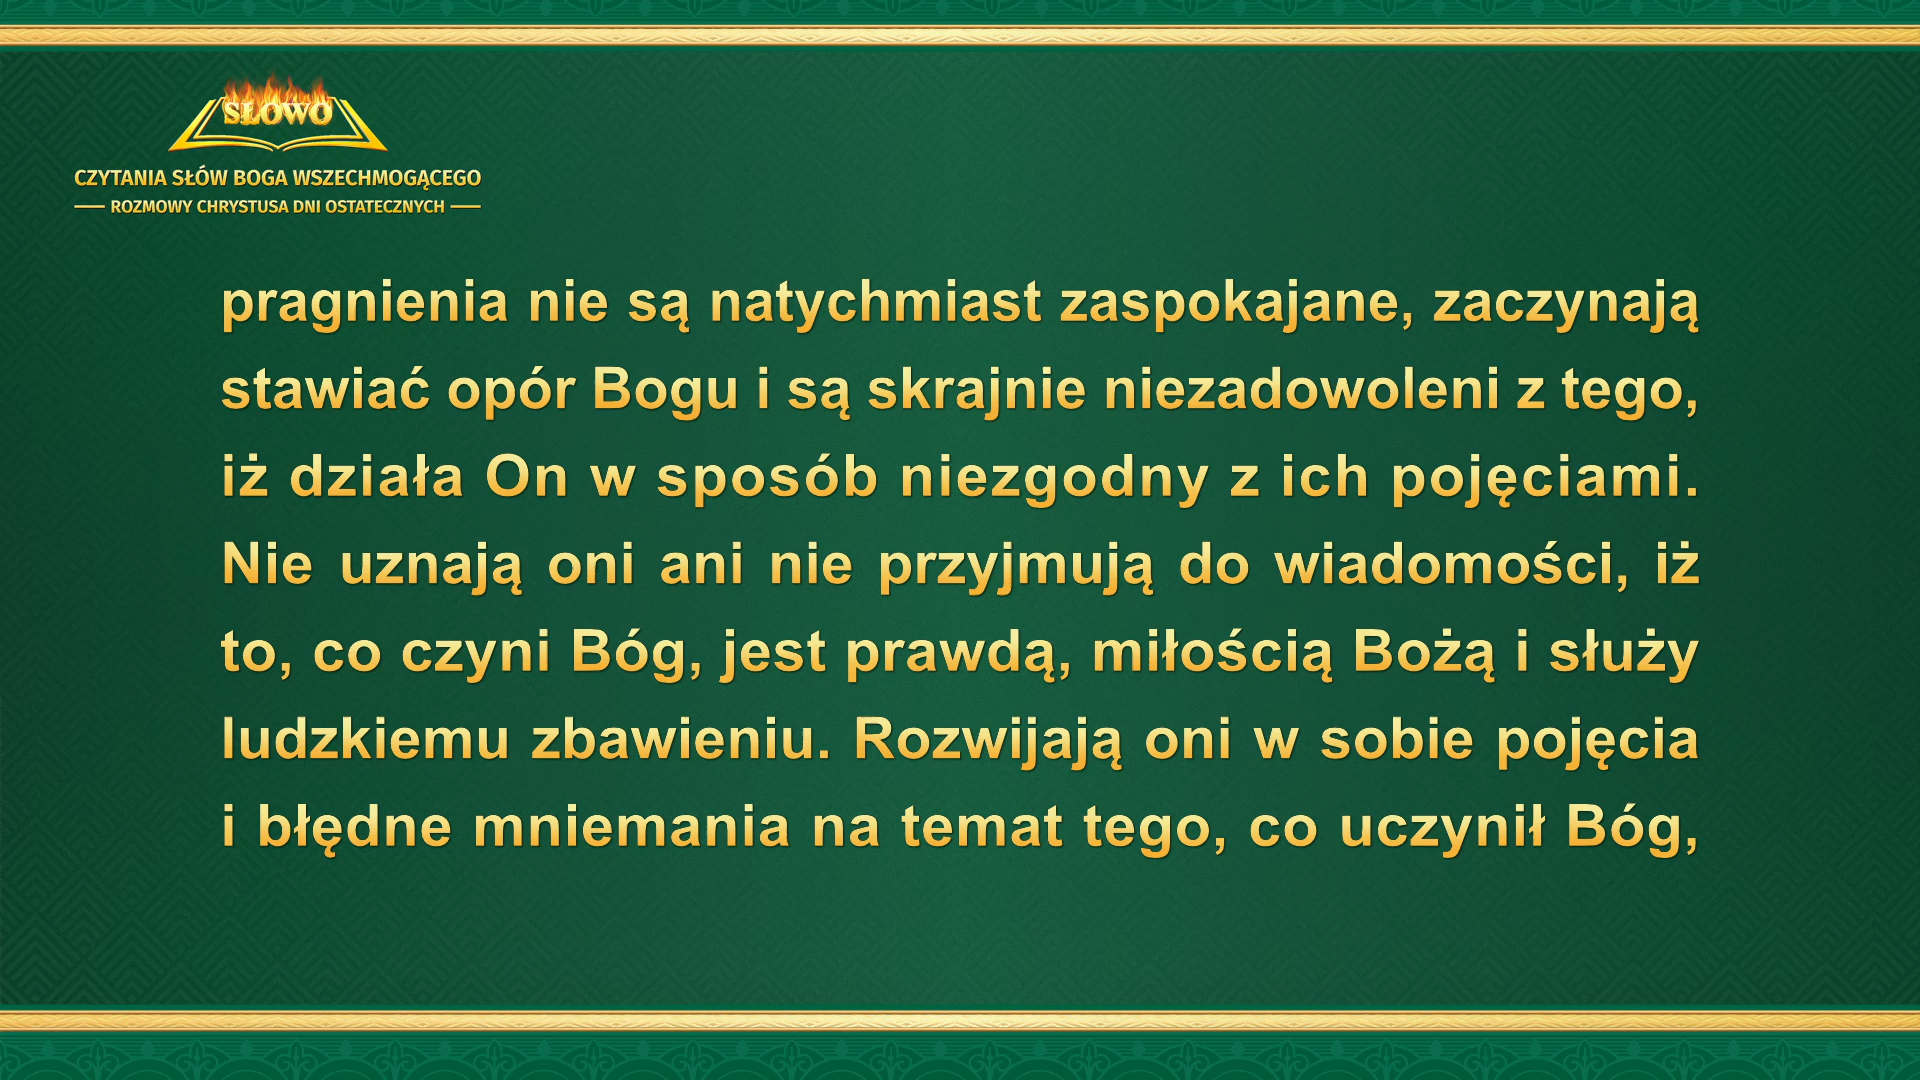 SŁOWO
CZYTANIA SŁÓW BOGA WSZECHMOGĄCEGO
ROZMOWY CHRYSTUSA DNI OSTATECZNYCH
pragnienia nie są natychmiast zaspokajane, zaczynają
stawiać opór Bogu i są skrajnie niezadowoleni z tego,
iż działa On w sposób niezgodny z ich pojęciami.
Nie uznają oni ani nie przyjmują do wiadomości, iż
to, co czyni Bóg, jest prawdą, miłością Bożą i służy
ludzkiemu zbawieniu. Rozwijają oni w sobie pojęcia
i błędne mniemania na temat tego, co uczynił Bóg,